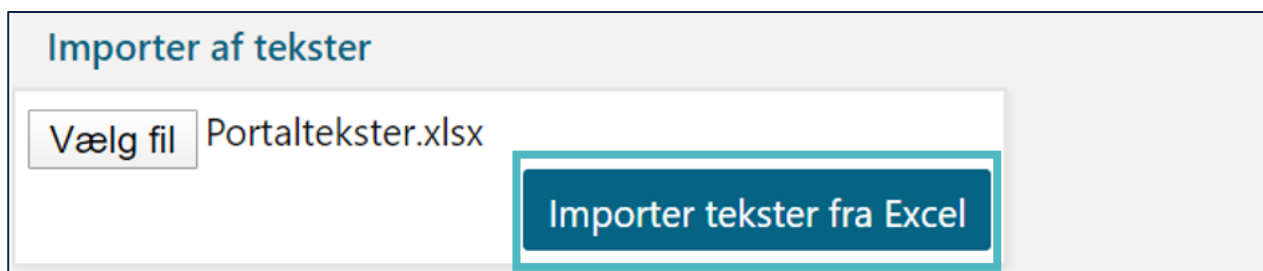 Importer af tekster
Vælg fil Portaltekster.xlsx
Importer tekster fra Excel